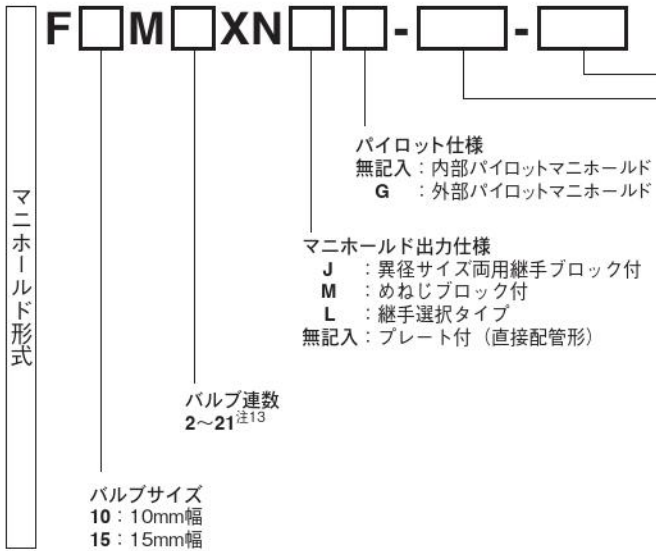 F□M□XN□□-□-□
パイロット仕様
無記入：内部パイロットマニホールド
G ：外部パイロットマニホールド
マニホールド出力仕様
J ：異径サイズ両用継手ブロック付
M ：めねじブロック付
L ：継手選択タイプ
無記入：プレート付（直接配管形）
マニホールド形式
バルブ連数
2～21注13
バルブサイズ
10：10mm幅
15：15mm幅